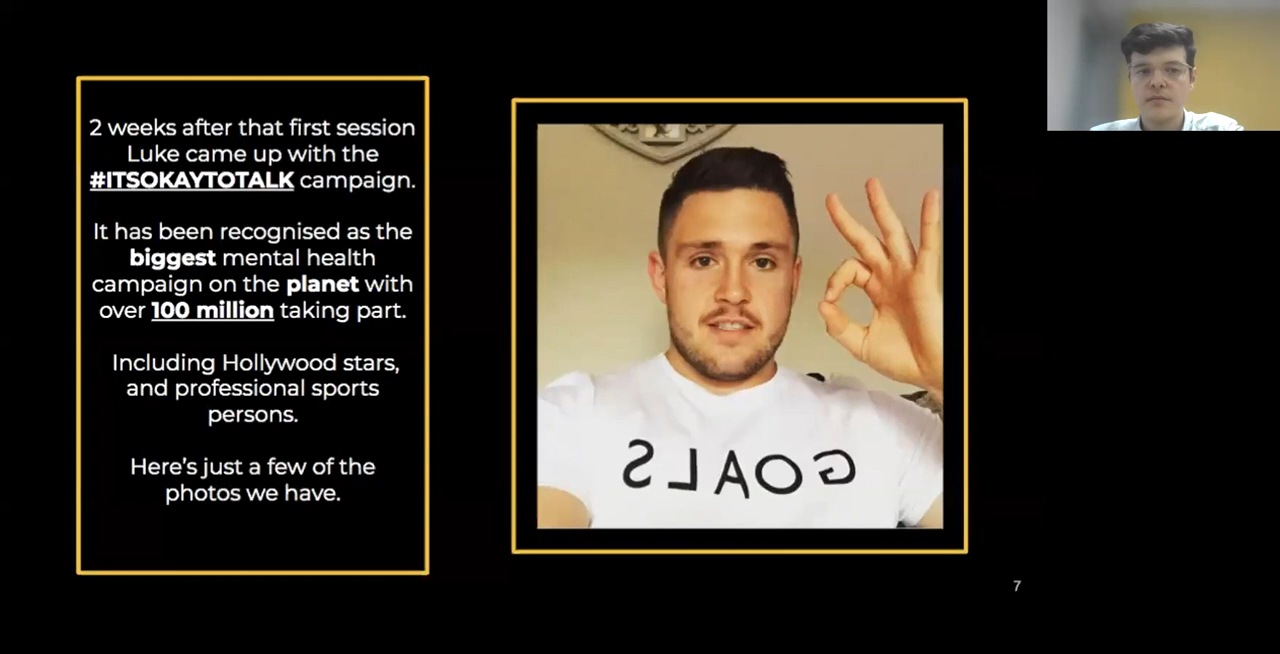 2 weeks after that first session
Luke came up with the
#ITSOKAYTOTALK campaign.
It has been recognised as the
biggest mental health
campaign on the planet with
over 100 million taking part.
Including Hollywood stars,
and professional sports
persons.
Here's just a few of the
photos we have.
GOALS
7